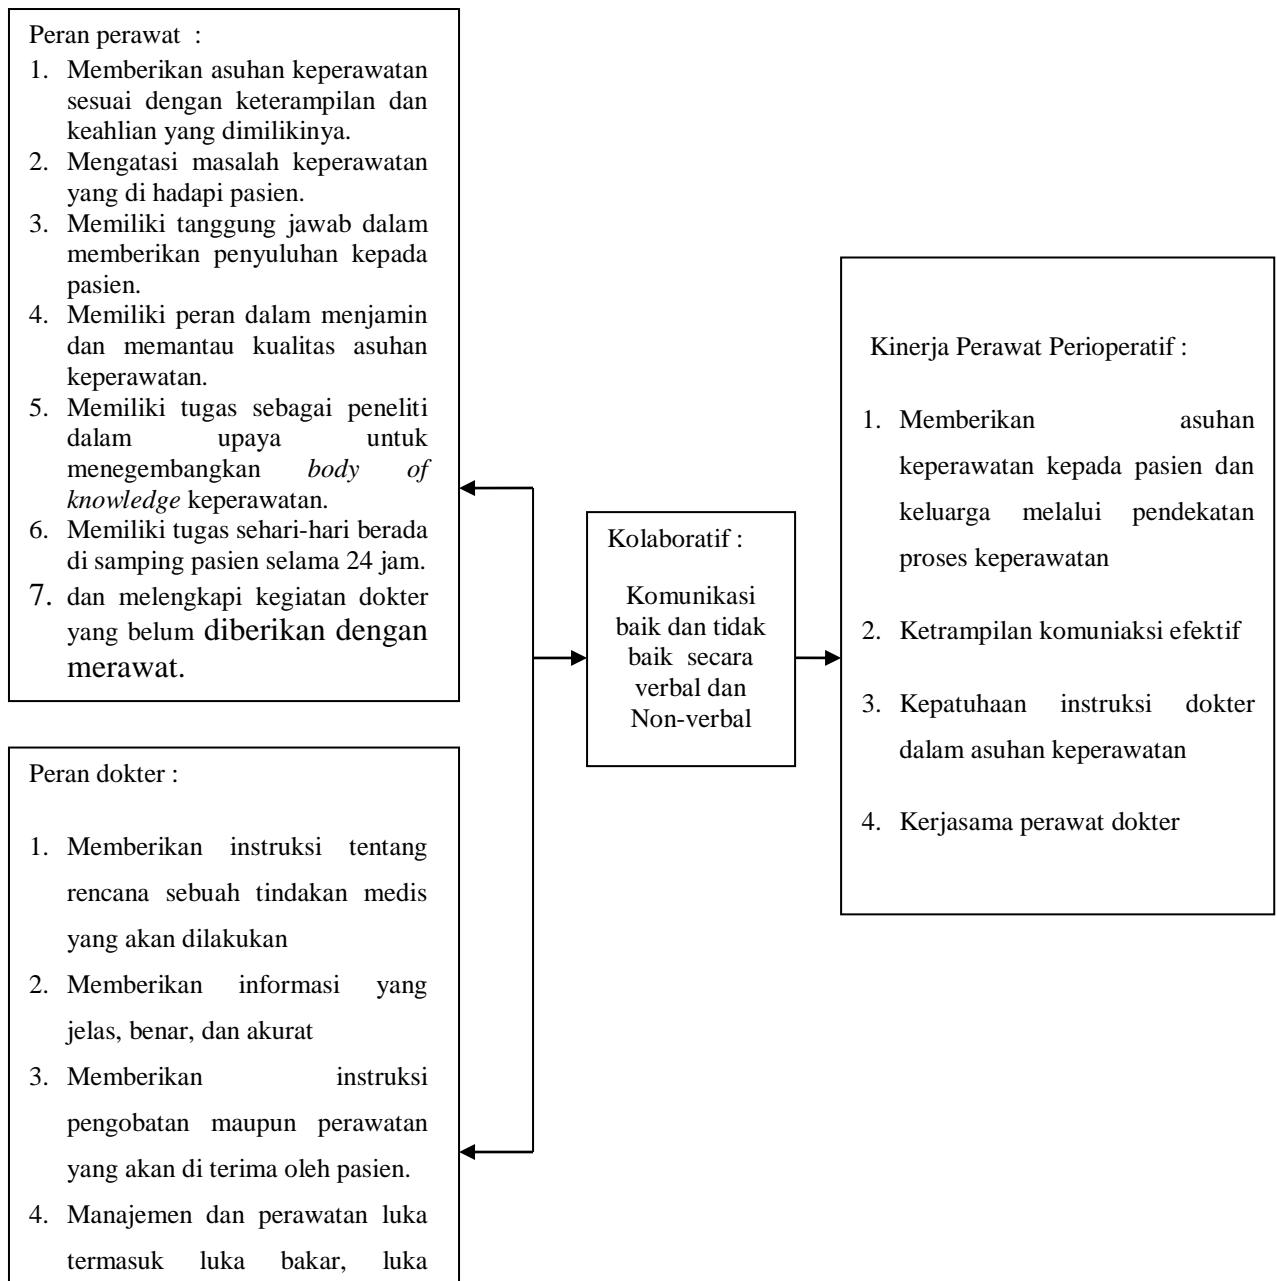 Peran perawat :
1. Memberikan asuhan keperawatan
sesuai dengan keterampilan dan
keahlian yang dimilikinya.
2. Mengatasi masalah keperawatan
yang di hadapi pasien.
3. Memiliki tanggung jawab dalam
memberikan penyuluhan kepada
pasien.
4. Memiliki peran dalam menjamin
dan memantau kualitas asuhan
keperawatan.
5. Memiliki tugas sebagai peneliti
dalam upaya untuk
menegembangkan body of
knowledge keperawatan.
6. Memiliki tugas sehari-hari berada
di samping pasien selama 24 jam.
7. dan melengkapi kegiatan dokter
yang belum diberikan dengan
merawat.
Peran dokter :
1. Memberikan instruksi tentang
rencana sebuah tindakan medis
yang akan dilakukan
2. Memberikan informasi yang
jelas, benar, dan akurat
3. Memberikan instruksi
pengobatan maupun perawatan
yang akan di terima oleh pasien.
4. Manajemen dan perawatan luka
termasuk luka bakar, luka
Kolaboratif :
Komunikasi
baik dan tidak
baik secara
verbal dan
Non-verbal
Kinerja Perawat Perioperatif :
1. Memberikan asuhan
keperawatan kepada pasien dan
keluarga melalui pendekatan
proses keperawatan
2. Ketrampilan komuniaksi efektif
3. Kepatuhaan instruksi dokter
dalam asuhan keperawatan
4. Kerjasama perawat dokter